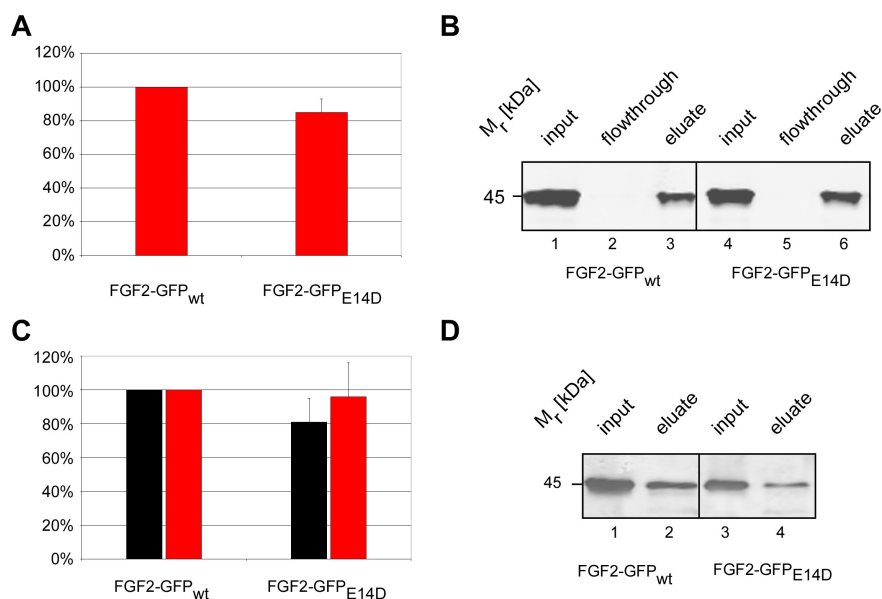 A
120%
100%
80%
60%
40%
20%
0%
FGF2-GFPwt
FGF2-GFPE14D
B
Mr [kDa]
input
flowthrough
eluate
input
flowthrough
eluate
45
1 2 3 4 5 6
FGF2-GFPwt
FGF2-GFPE14D
C
120%
100%
80%
60%
40%
20%
0%
FGF2-GFPwt
FGF2-GFPE14D
D
Mr [kDa]
input
eluate
input
eluate
45
1 2 3 4
FGF2-GFPwt
FGF2-GFPE14D